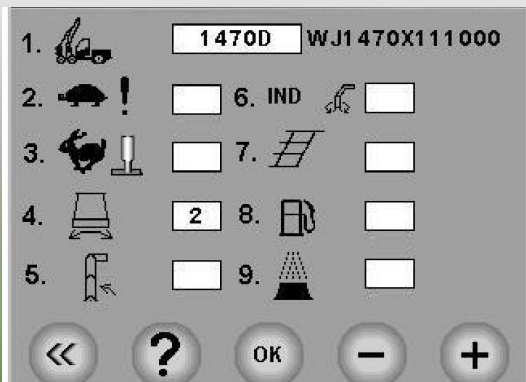 1. 1470D WJ1470X111000
2. ! 6. IND
3. 7.
4. 2 8.
5. 9.
« ? OK − +